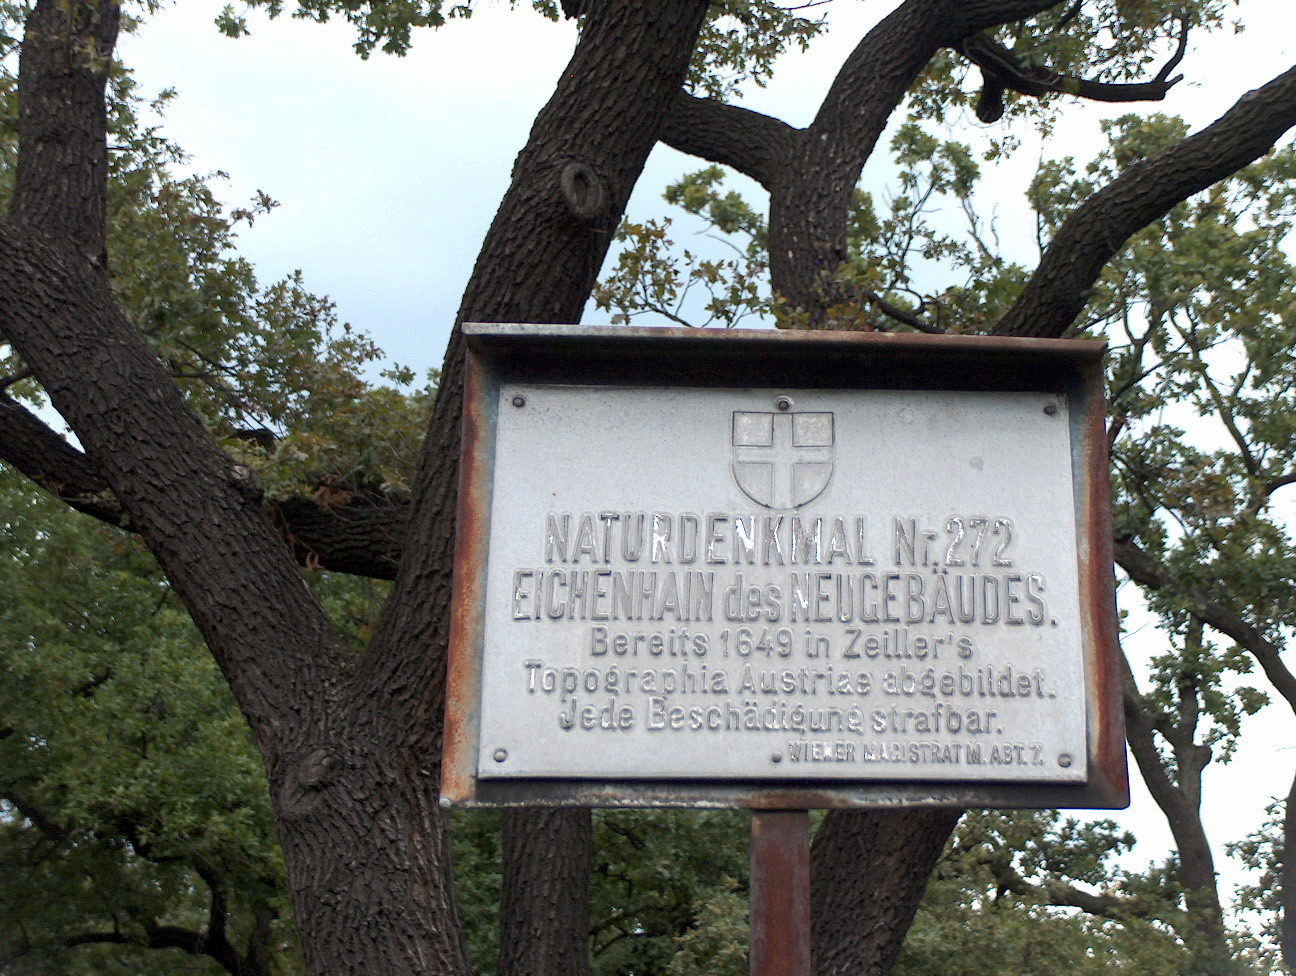 NATURDENKMAL Nr. 272
EICHENHAIN des NEUGEBÄUDES.
Bereits 1649 in Zeiller's
Topographia Austriae abgebildet.
Jede Beschädigung strafbar.
WIENER MAGISTRAT M. ABT. 7.